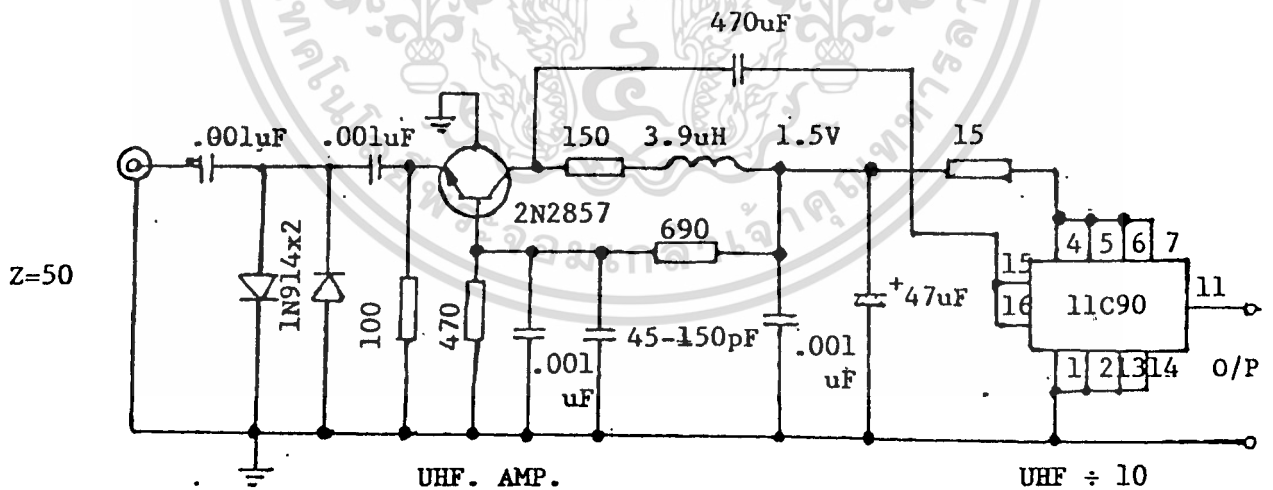 470uF
.001uF .001uF 150 3.9uH 1.5V 15
2N2857
690
4 5 6 7
Z=50
1N914x2
100
470
.001
uF
45-150pF
.001
uF
+47uF
15
16
11C90
11
1 2 13 14
O/P
UHF. AMP.
UHF ÷ 10